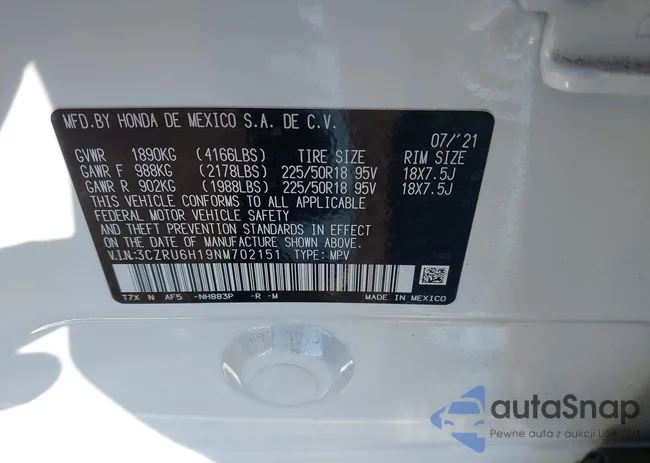 MFD.BY HONDA DE MEXICO S.A. DE C.V.
07/'21
GVWR 1890KG (4166LBS) TIRE SIZE RIM SIZE
GAWR F 988KG (2178LBS) 225/50R18 95V 18X7.5J
GAWR R 902KG (1988LBS) 225/50R18 95V 18X7.5J
THIS VEHICLE CONFORMS TO ALL APPLICABLE
FEDERAL MOTOR VEHICLE SAFETY
AND THEFT PREVENTION STANDARDS IN EFFECT
ON THE DATE OF MANUFACTURE SHOWN ABOVE.
V.I.N:3CZRU6H19NM702151 TYPE: MPV
T7X N AF5 -NH883P -R -M MADE IN MEXICO
autaSnap
Pewne auta z aukcji USA